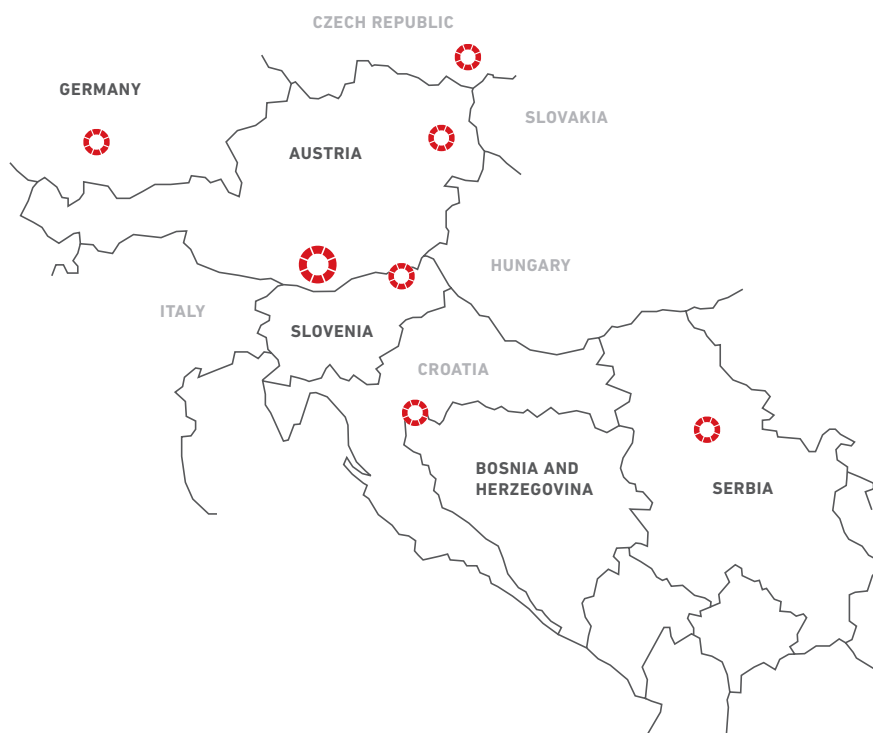 CZECH REPUBLIC
GERMANY
SLOVAKIA
AUSTRIA
HUNGARY
ITALY
SLOVENIA
CROATIA
BOSNIA AND
HERZEGOVINA
SERBIA